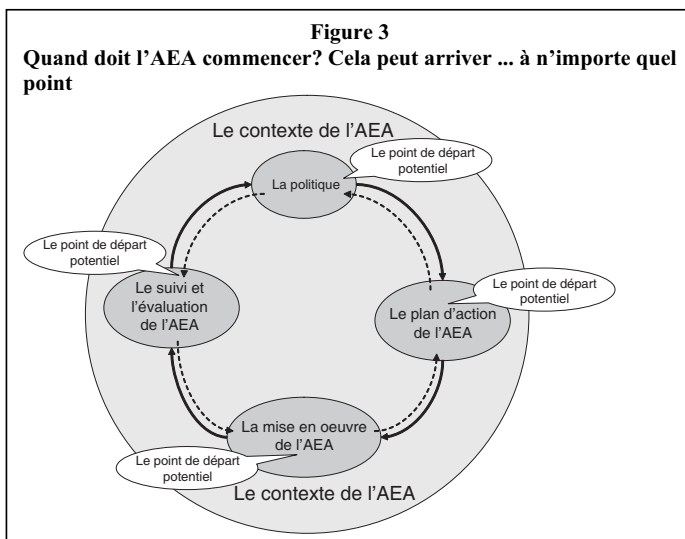 Figure 3
Quand doit l’AEA commencer? Cela peut arriver ... à n’importe quel
point
Le contexte de l’AEA
Le point de départ
potentiel
La politique
Le point de départ
potentiel
Le suivi et
l’évaluation
de l’AEA
Le point de départ
potentiel
Le plan d’action
de l’AEA
La mise en oeuvre
de l’AEA
Le point de départ
potentiel
Le contexte de l’AEA